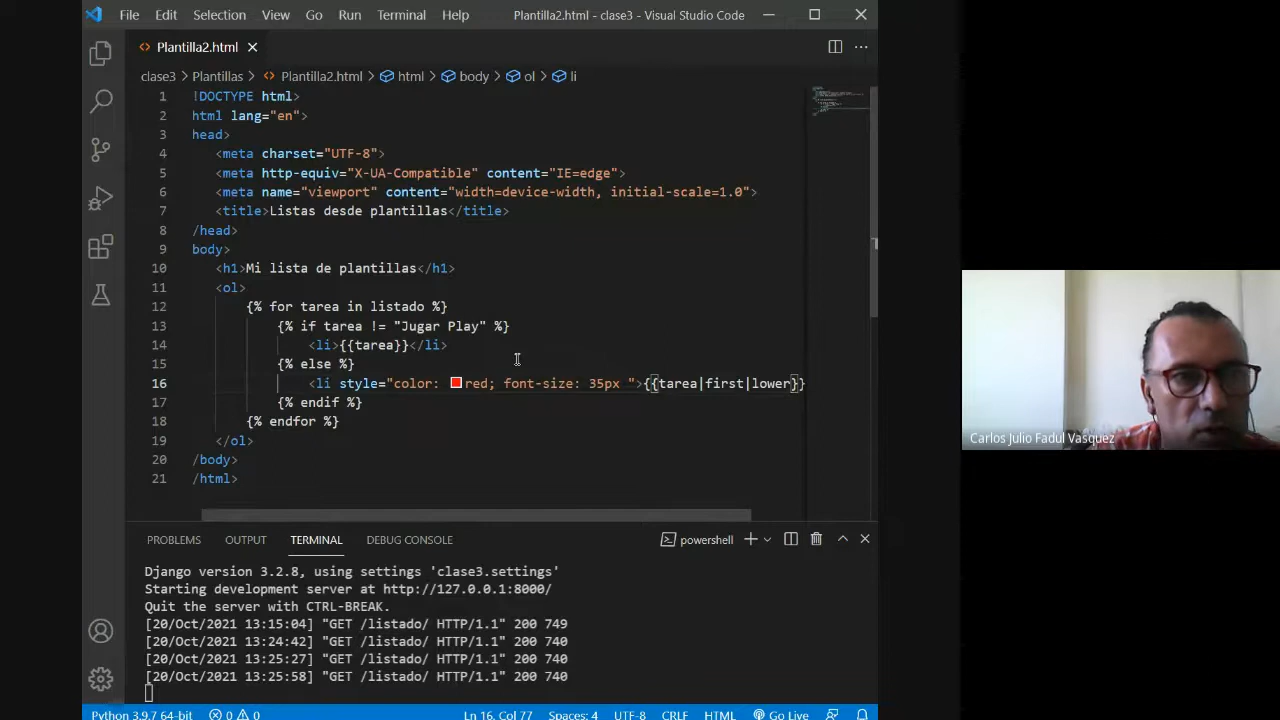 File Edit Selection View Go Run Terminal Help Plantilla2.html - clase3 - Visual Studio Code
Plantilla2.html
clase3 > Plantillas > Plantilla2.html > html > body > ol > li
1 !DOCTYPE html>
2 html lang="en">
3 head>
4 <meta charset="UTF-8">
5 <meta http-equiv="X-UA-Compatible" content="IE=edge">
6 <meta name="viewport" content="width=device-width, initial-scale=1.0">
7 <title>Listas desde plantillas</title>
8 /head>
9 body>
10 <h1>Mi lista de plantillas</h1>
11 <ol>
12 {% for tarea in listado %}
13 {% if tarea != "Jugar Play" %}
14 <li>{{tarea}}</li>
15 {% else %}
16 <li style="color: red; font-size: 35px ">{{tarea|first|lower}}
17 {% endif %}
18 {% endfor %}
19 </ol>
20 /body>
21 /html>
PROBLEMS OUTPUT TERMINAL DEBUG CONSOLE powershell
Django version 3.2.8, using settings 'clase3.settings'
Starting development server at http://127.0.0.1:8000/
Quit the server with CTRL-BREAK.
[20/Oct/2021 13:15:04] "GET /listado/ HTTP/1.1" 200 749
[20/Oct/2021 13:24:42] "GET /listado/ HTTP/1.1" 200 740
[20/Oct/2021 13:25:27] "GET /listado/ HTTP/1.1" 200 740
[20/Oct/2021 13:25:58] "GET /listado/ HTTP/1.1" 200 740
Python 3.9.7 64-bit 0 0 Ln 16, Col 77 Spaces: 4 UTF-8 CRLF HTML Go Live
Carlos Julio Fadul Vasquez